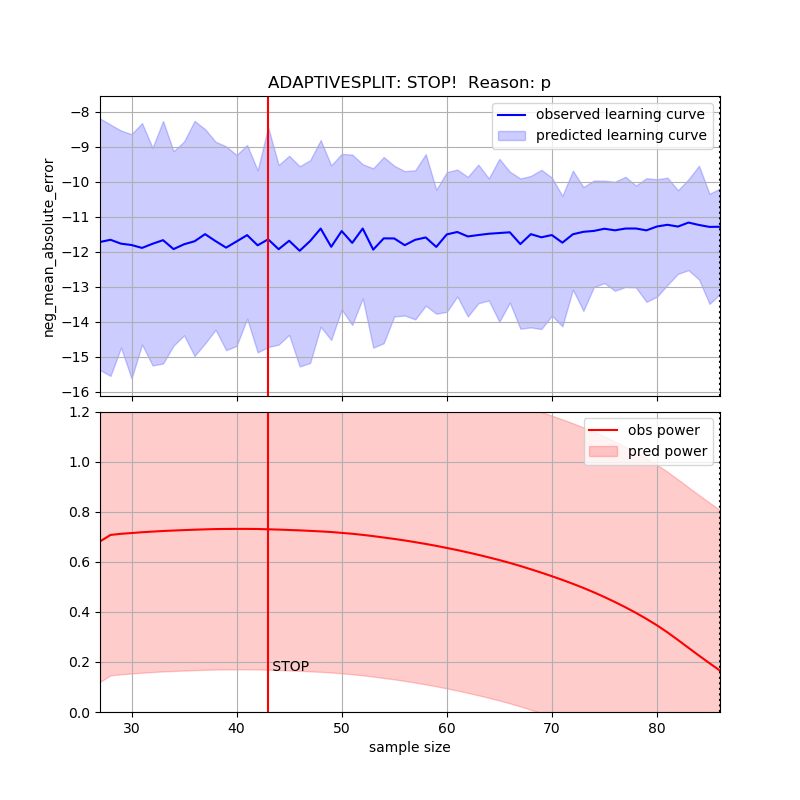 ADAPTIVESPLIT: STOP!  Reason: p
neg_mean_absolute_error
−8
−9
−10
−11
−12
−13
−14
−15
−16
observed learning curve
predicted learning curve
1.2
1.0
0.8
0.6
0.4
0.2
0.0
obs power
pred power
STOP
30 40 50 60 70 80
sample size